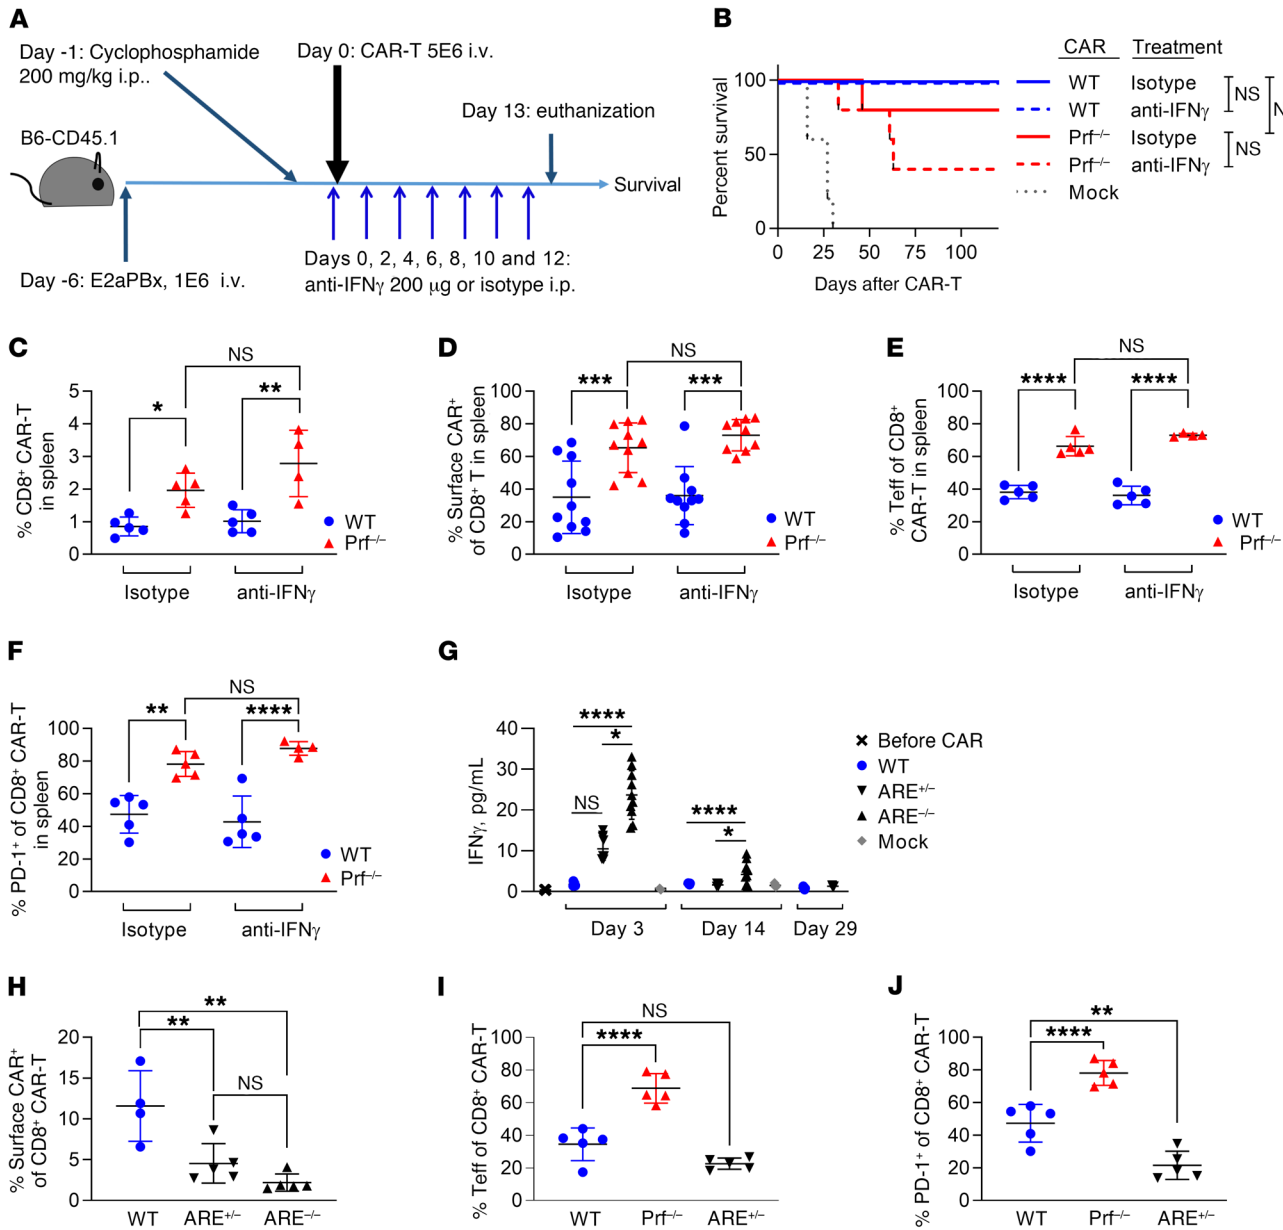 A
Day -1: Cyclophosphamide
200 mg/kg i.p..
Day 0: CAR-T 5E6 i.v.
Day 13: euthanization
B6-CD45.1
Survival
Day -6: E2aPBx, 1E6 i.v.
Days 0, 2, 4, 6, 8, 10 and 12:
anti-IFNγ 200 μg or isotype i.p.
B
Percent survival
100
50
0
0 25 50 75 100
Days after CAR-T
CAR Treatment
WT Isotype
WT anti-IFNγ
Prf–/– Isotype
Prf–/– anti-IFNγ
Mock
NS
NS
N
C
% CD8+ CAR-T
in spleen
5
4
3
2
1
0
NS
*
**
WT
Prf–/–
Isotype anti-IFNγ
D
% Surface CAR+
of CD8+ T in spleen
100
80
60
40
20
0
NS
***
***
WT
Prf–/–
Isotype anti-IFNγ
E
% Teff of CD8+
CAR-T in spleen
100
80
60
40
20
0
NS
****
****
WT
Prf–/–
Isotype anti-IFNγ
F
% PD-1+ of CD8+ CAR-T
in spleen
100
80
60
40
20
0
NS
**
****
WT
Prf–/–
Isotype anti-IFNγ
G
IFNγ, pg/mL
40
30
20
10
0
****
*
NS
****
*
Day 3 Day 14 Day 29
Before CAR
WT
ARE+/–
ARE–/–
Mock
H
% Surface CAR+
of CD8+ CAR-T
20
15
10
5
0
**
**
NS
WT ARE+/– ARE–/–
I
% Teff of CD8+ CAR-T
100
80
60
40
20
0
NS
****
WT Prf–/– ARE+/–
J
% PD-1+ of CD8+ CAR-T
100
80
60
40
20
0
**
****
WT Prf–/– ARE+/–